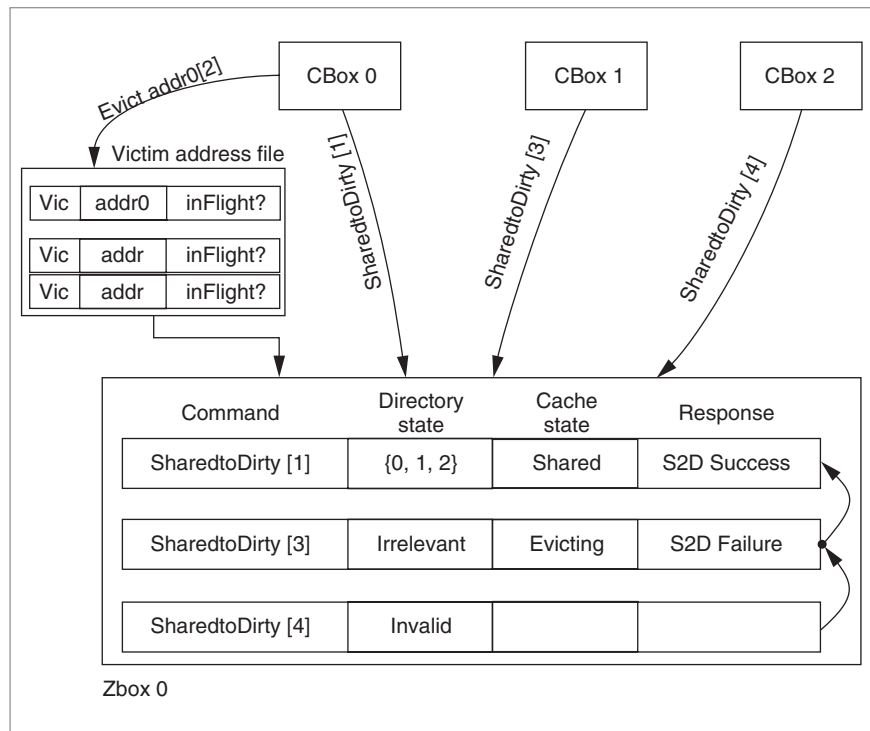 CBox 0
CBox 1
CBox 2
Evict addr0[2]
SharedtoDirty [1]
SharedtoDirty [3]
SharedtoDirty [4]
Victim address file
Vic addr0 inFlight?
Vic addr inFlight?
Vic addr inFlight?
Command
Directory
state
Cache
state
Response
SharedtoDirty [1] {0, 1, 2} Shared S2D Success
SharedtoDirty [3] Irrelevant Evicting S2D Failure
SharedtoDirty [4] Invalid
Zbox 0